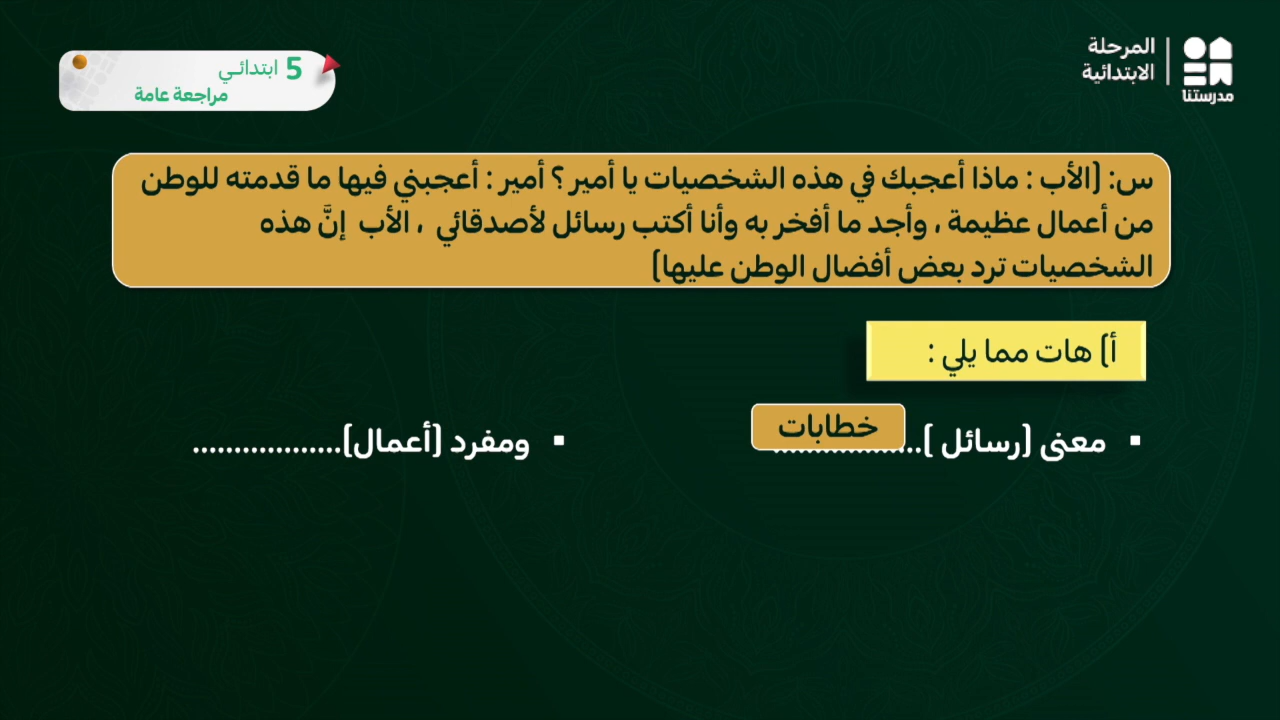 المرحلة
الابتدائية
مدرستنا
5 ابتدائي
مراجعة عامة
س: (الأب : ماذا أعجبك في هذه الشخصيات يا أمير ؟ أمير : أعجبني فيها ما قدمته للوطن
من أعمال عظيمة ، وأجد ما أفخر به وأنا أكتب رسائل لأصدقائي ، الأب إنَّ هذه
الشخصيات ترد بعض أفضال الوطن عليها)
أ) هات مما يلي :
▪ معنى (رسائل )..................
خطابات
▪ ومفرد (أعمال)..................